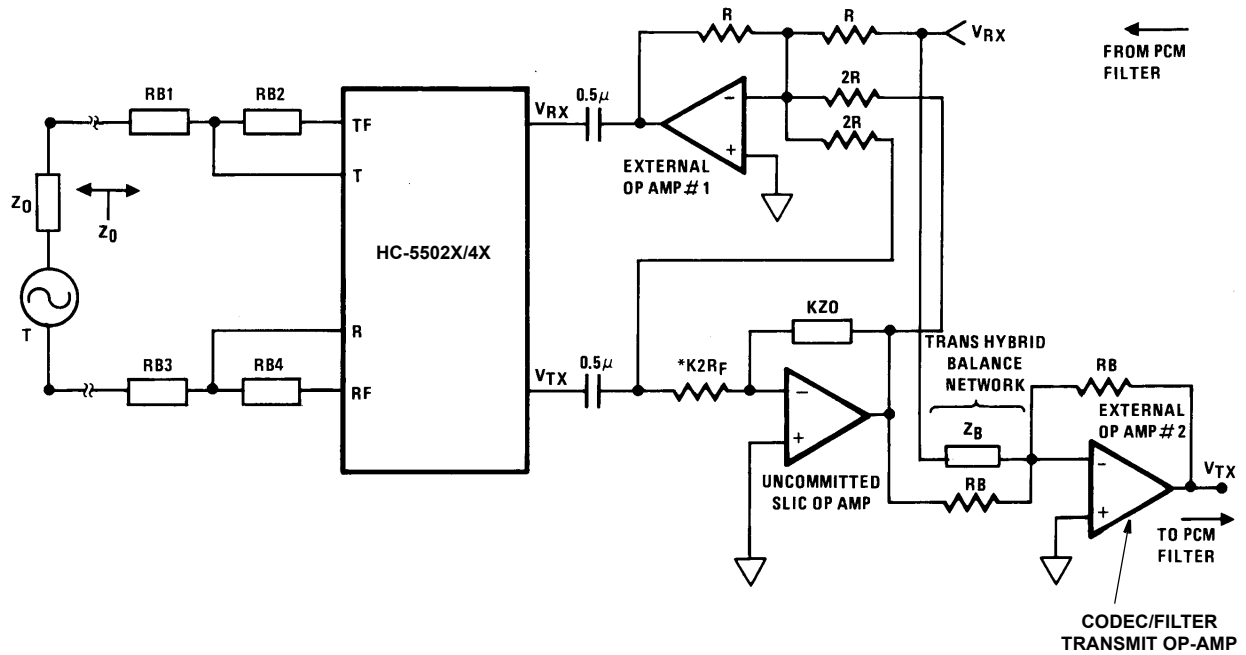 R
R
VRX
FROM PCM
FILTER
RB1
RB2
0.5µ
VRX
2R
2R
TF
T
EXTERNAL
OP AMP #1
−
+
ZO
ZO
HC-5502X/4X
T
KZO
TRANS HYBRID
BALANCE
NETWORK
RB
R
RB3
RB4
VTX
0.5µ
*K2RF
RF
−
+
EXTERNAL
OP AMP #2
ZB
RB
UNCOMMITTED
SLIC OP AMP
−
+
VTX
TO PCM
FILTER
CODEC/FILTER
TRANSMIT OP-AMP